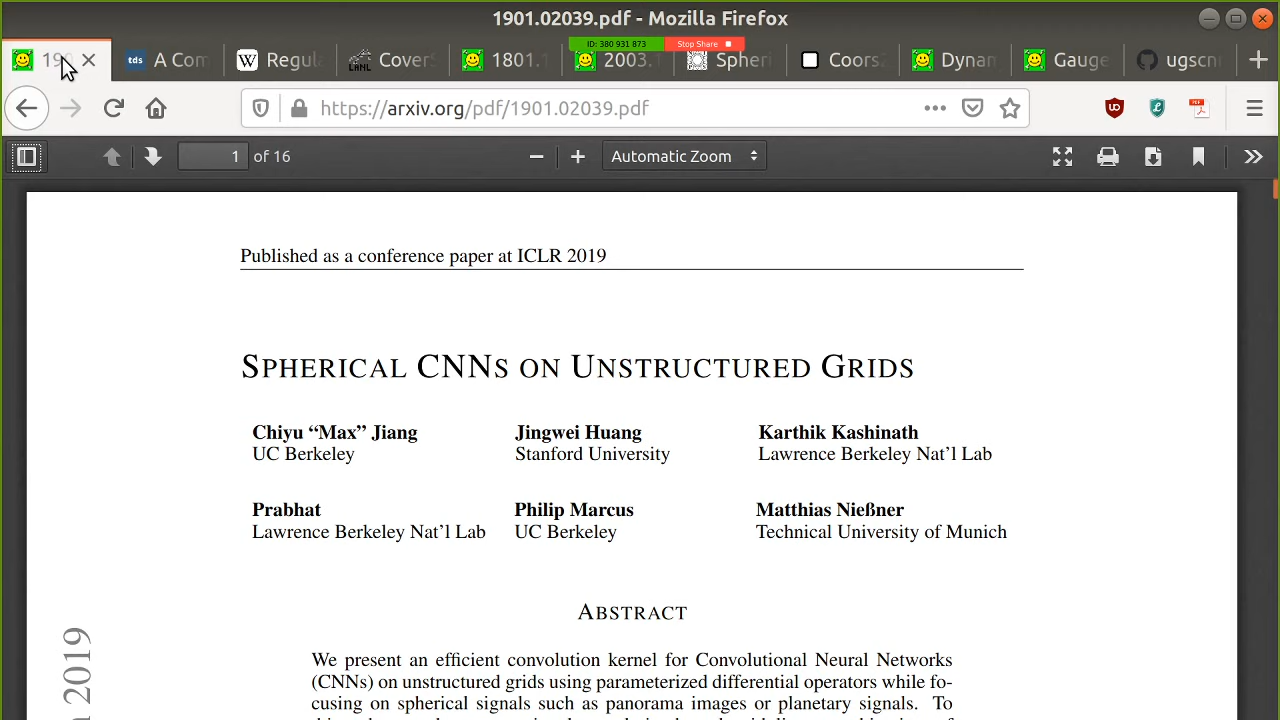 1901.02039.pdf - Mozilla Firefox
ID: 380 931 873 Stop Share
tds A Com Regul Cover 1801.1 2003. Spheri Coors Dynam Gauge ugscn
https://arxiv.org/pdf/1901.02039.pdf
1 of 16 Automatic Zoom
Published as a conference paper at ICLR 2019
SPHERICAL CNNS ON UNSTRUCTURED GRIDS
Chiyu “Max” Jiang Jingwei Huang Karthik Kashinath
UC Berkeley Stanford University Lawrence Berkeley Nat’l Lab
Prabhat Philip Marcus Matthias Nießner
Lawrence Berkeley Nat’l Lab UC Berkeley Technical University of Munich
ABSTRACT
We present an efficient convolution kernel for Convolutional Neural Networks
(CNNs) on unstructured grids using parameterized differential operators while fo-
cusing on spherical signals such as panorama images or planetary signals. To
2019